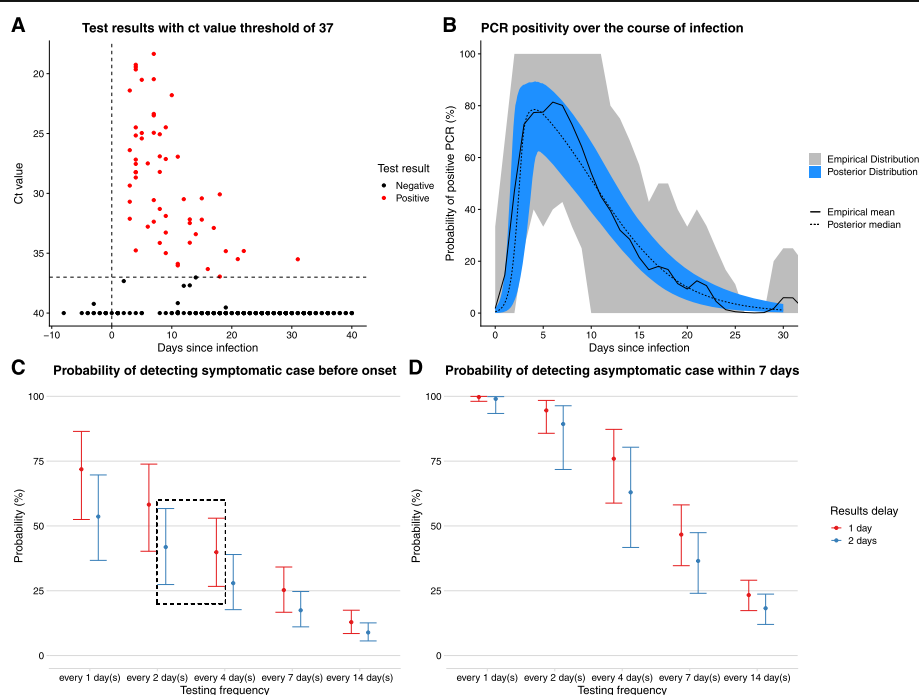 A Test results with ct value threshold of 37
Ct value
20
25
30
35
40
−10 0 10 20 30 40
Days since infection
Test result
Negative
Positive
B PCR positivity over the course of infection
Probability of positive PCR (%)
100
80
60
40
20
0
0 5 10 15 20 25 30
Days since infection
Empirical Distribution
Posterior Distribution
Empirical mean
Posterior median
C Probability of detecting symptomatic case before onset
Probability (%)
100
75
50
25
0
every 1 day(s) every 2 day(s) every 4 day(s) every 7 day(s) every 14 day(s)
Testing frequency
D Probability of detecting asymptomatic case within 7 days
Probability (%)
100
75
50
25
0
every 1 day(s) every 2 day(s) every 4 day(s) every 7 day(s) every 14 day(s)
Testing frequency
Results delay
1 day
2 days